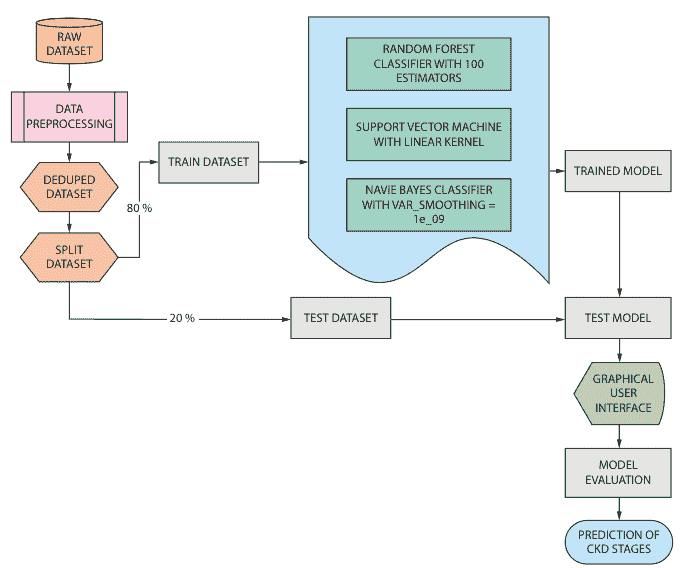 RAW
DATASET
DATA
PREPROCESSING
DEDUPED
DATASET
SPLIT
DATASET
80 %
20 %
TRAIN DATASET
RANDOM FOREST
CLASSIFIER WITH 100
ESTIMATORS
SUPPORT VECTOR MACHINE
WITH LINEAR KERNEL
NAVIE BAYES CLASSIFIER
WITH VAR_SMOOTHING =
1e_09
TRAINED MODEL
TEST DATASET
TEST MODEL
GRAPHICAL
USER
INTERFACE
MODEL
EVALUATION
PREDICTION OF
CKD STAGES